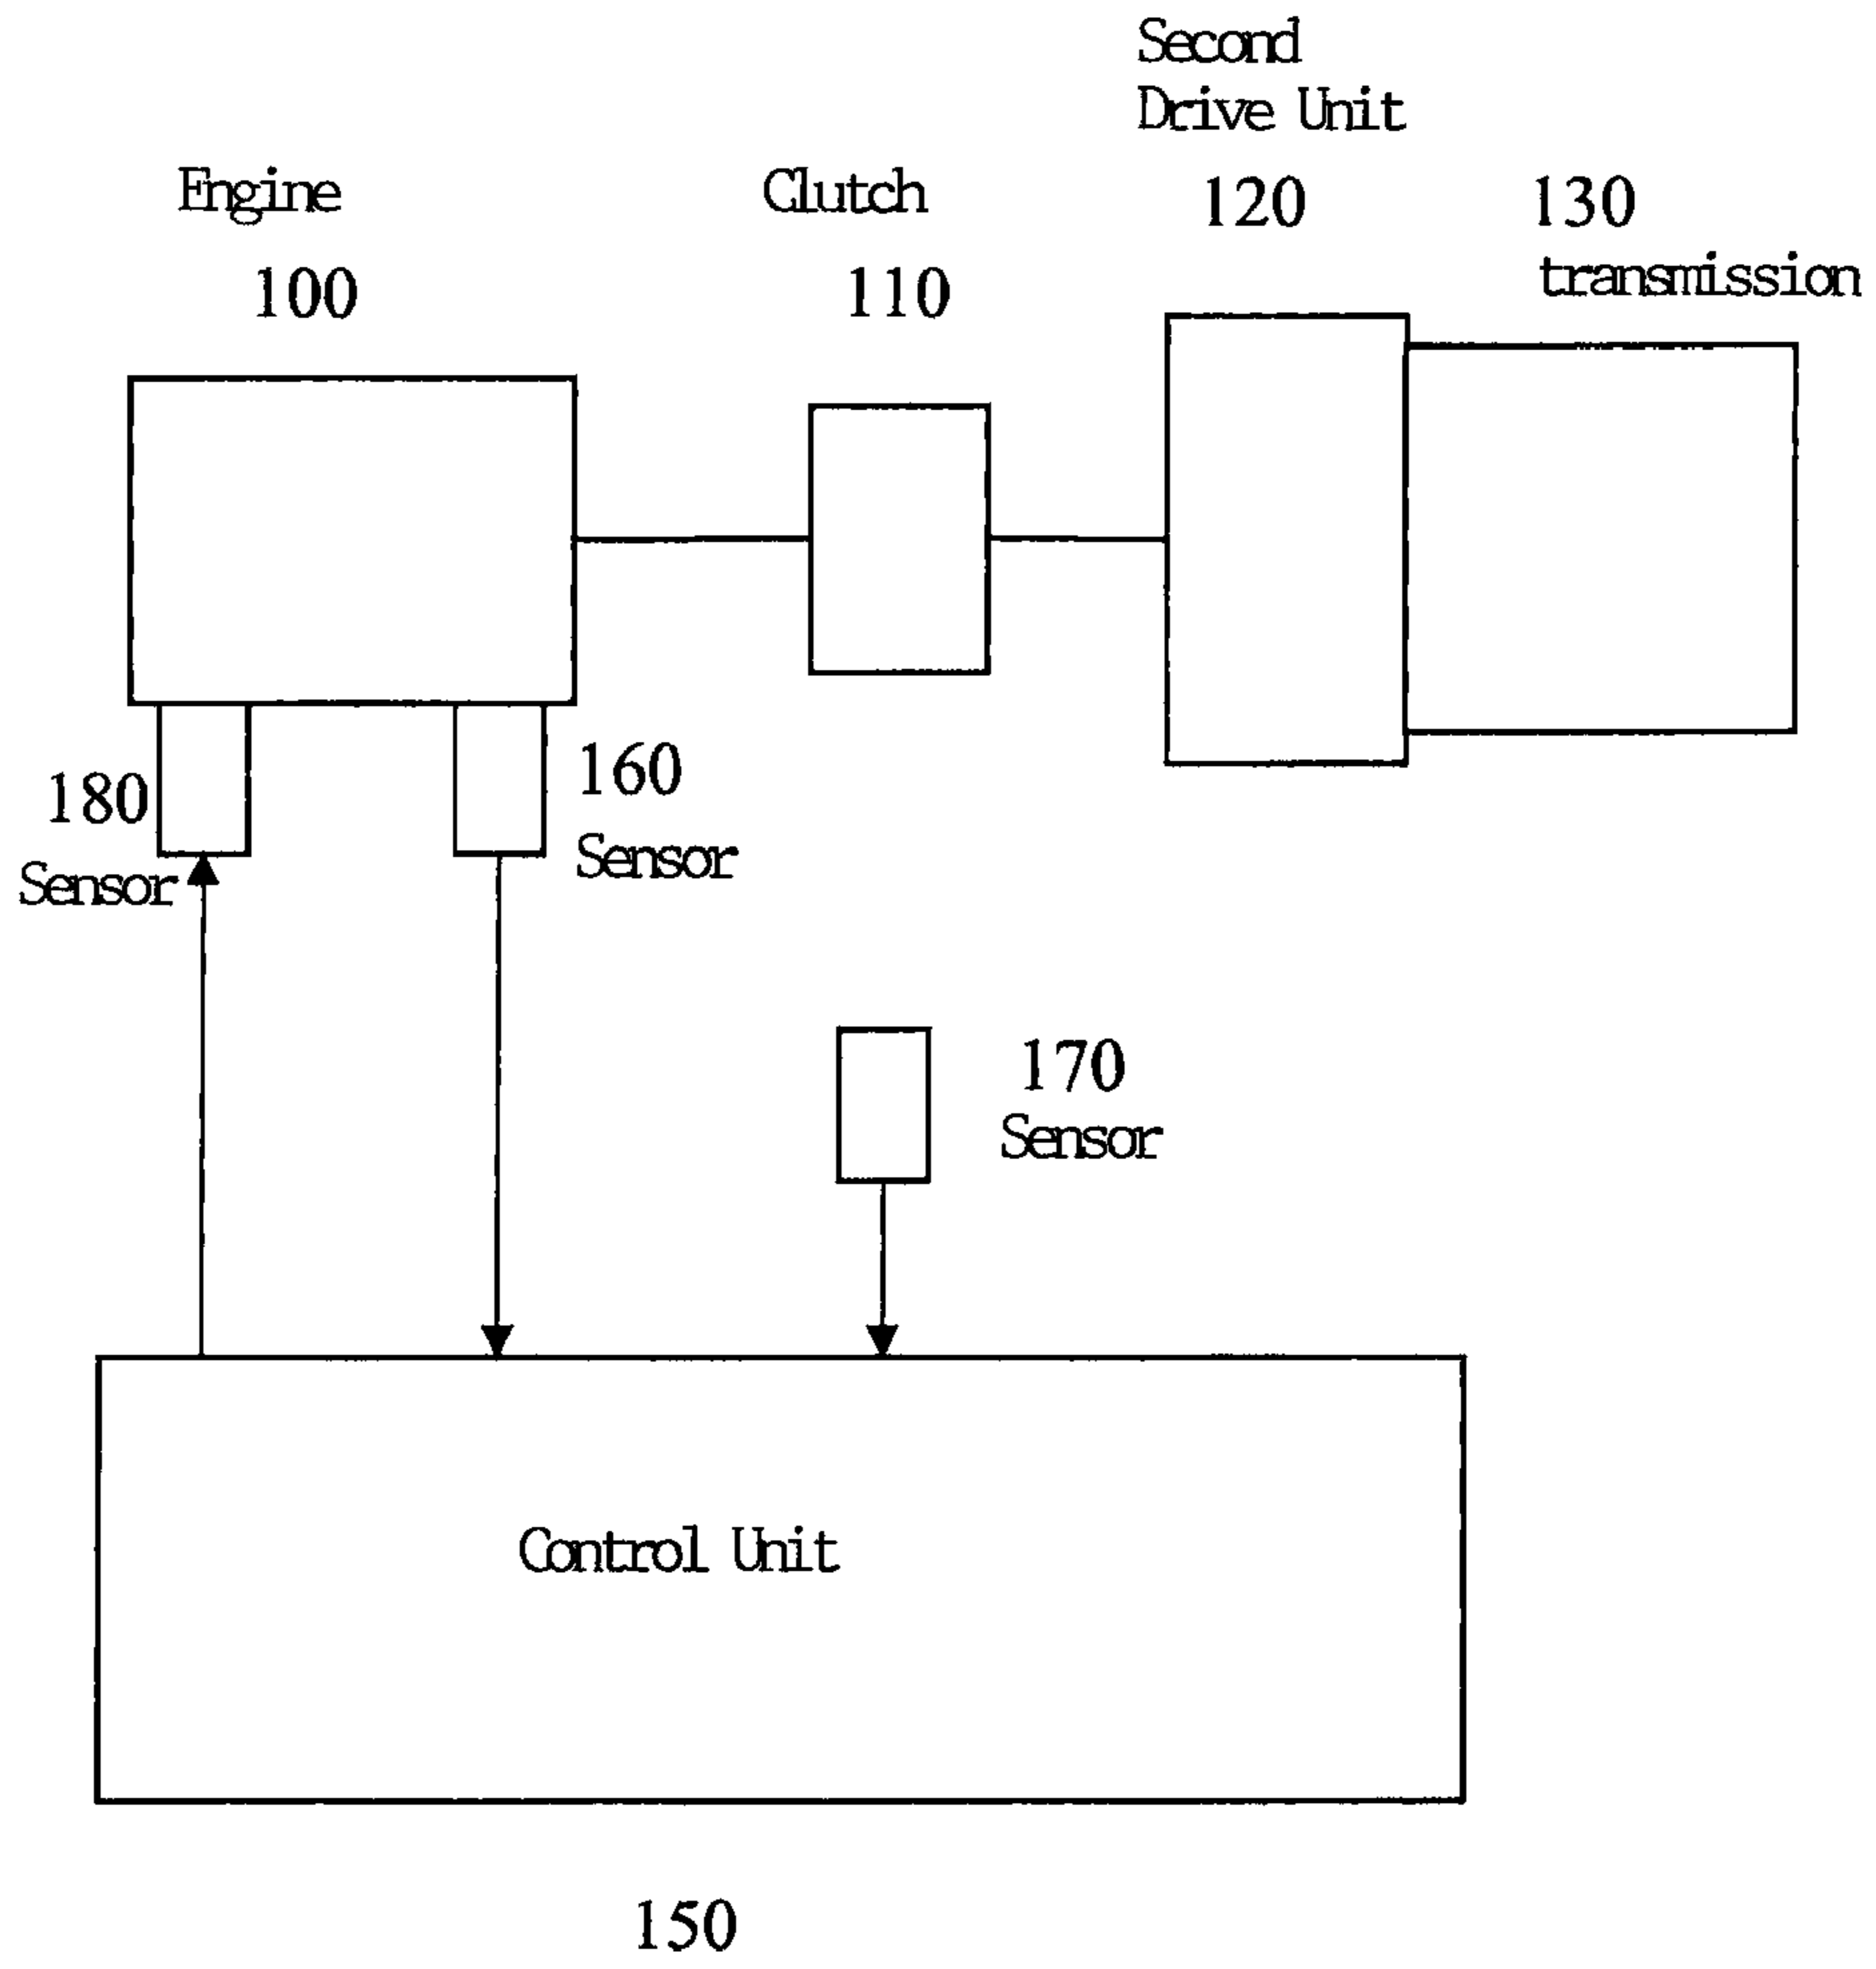 Second
Drive Unit
120
Engine
100
Clutch
110
130
transmission
180
Sensor
160
Sensor
170
Sensor
Control Unit
150